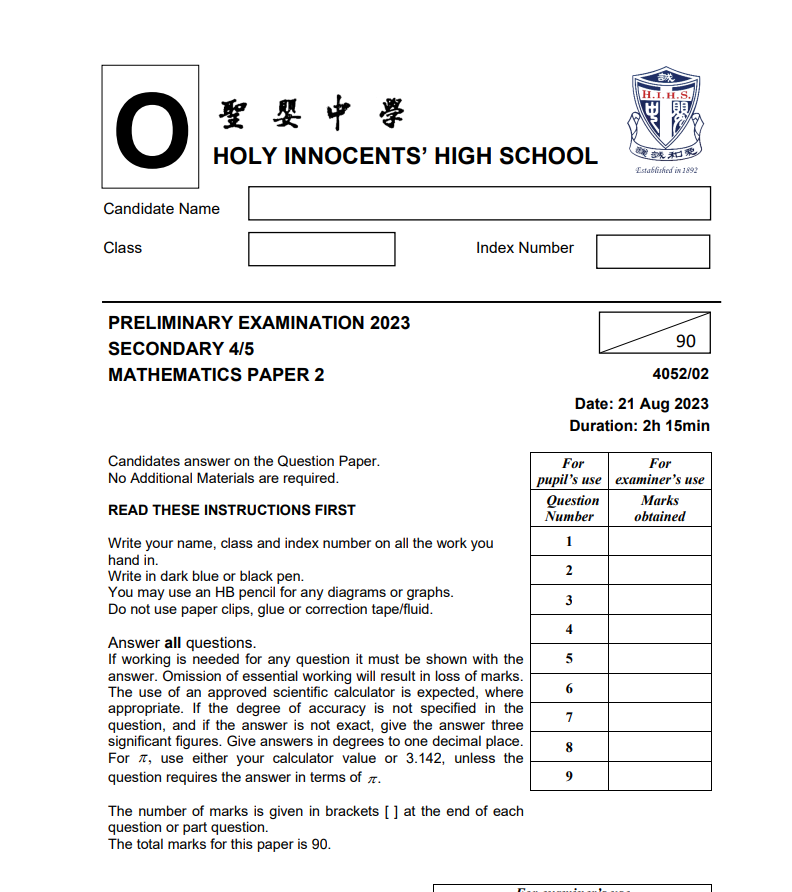 O
聖嬰中學
HOLY INNOCENTS’ HIGH SCHOOL
H.I.H.S.
Established in 1892
Candidate Name
Class
Index Number
PRELIMINARY EXAMINATION 2023
SECONDARY 4/5
MATHEMATICS PAPER 2
90
4052/02
Date: 21 Aug 2023
Duration: 2h 15min
Candidates answer on the Question Paper.
No Additional Materials are required.
READ THESE INSTRUCTIONS FIRST
Write your name, class and index number on all the work you
hand in.
Write in dark blue or black pen.
You may use an HB pencil for any diagrams or graphs.
Do not use paper clips, glue or correction tape/fluid.
Answer all questions.
If working is needed for any question it must be shown with the
answer. Omission of essential working will result in loss of marks.
The use of an approved scientific calculator is expected, where
appropriate. If the degree of accuracy is not specified in the
question, and if the answer is not exact, give the answer three
significant figures. Give answers in degrees to one decimal place.
For π, use either your calculator value or 3.142, unless the
question requires the answer in terms of π.
The number of marks is given in brackets [ ] at the end of each
question or part question.
The total marks for this paper is 90.
For pupil’s use For examiner’s use
Question Number Marks obtained
1
2
3
4
5
6
7
8
9
For examiner’s use